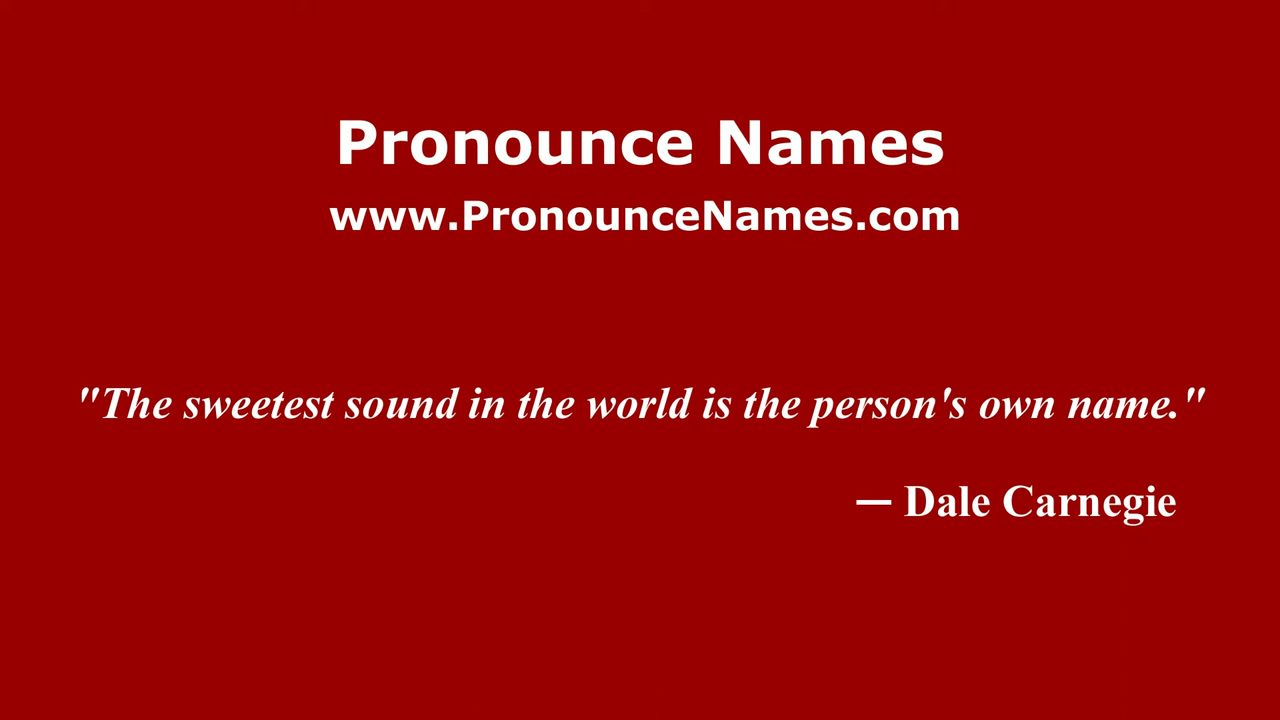 Pronounce Names
www.PronounceNames.com
"The sweetest sound in the world is the person's own name."
— Dale Carnegie